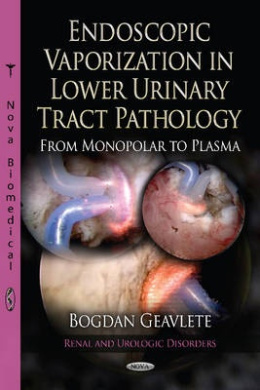 Nova Biomedical
ENDOSCOPIC
VAPORIZATION IN
LOWER URINARY
TRACT PATHOLOGY
FROM MONOPOLAR TO PLASMA
BOGDAN GEAVLETE
RENAL AND UROLOGIC DISORDERS
NOVA